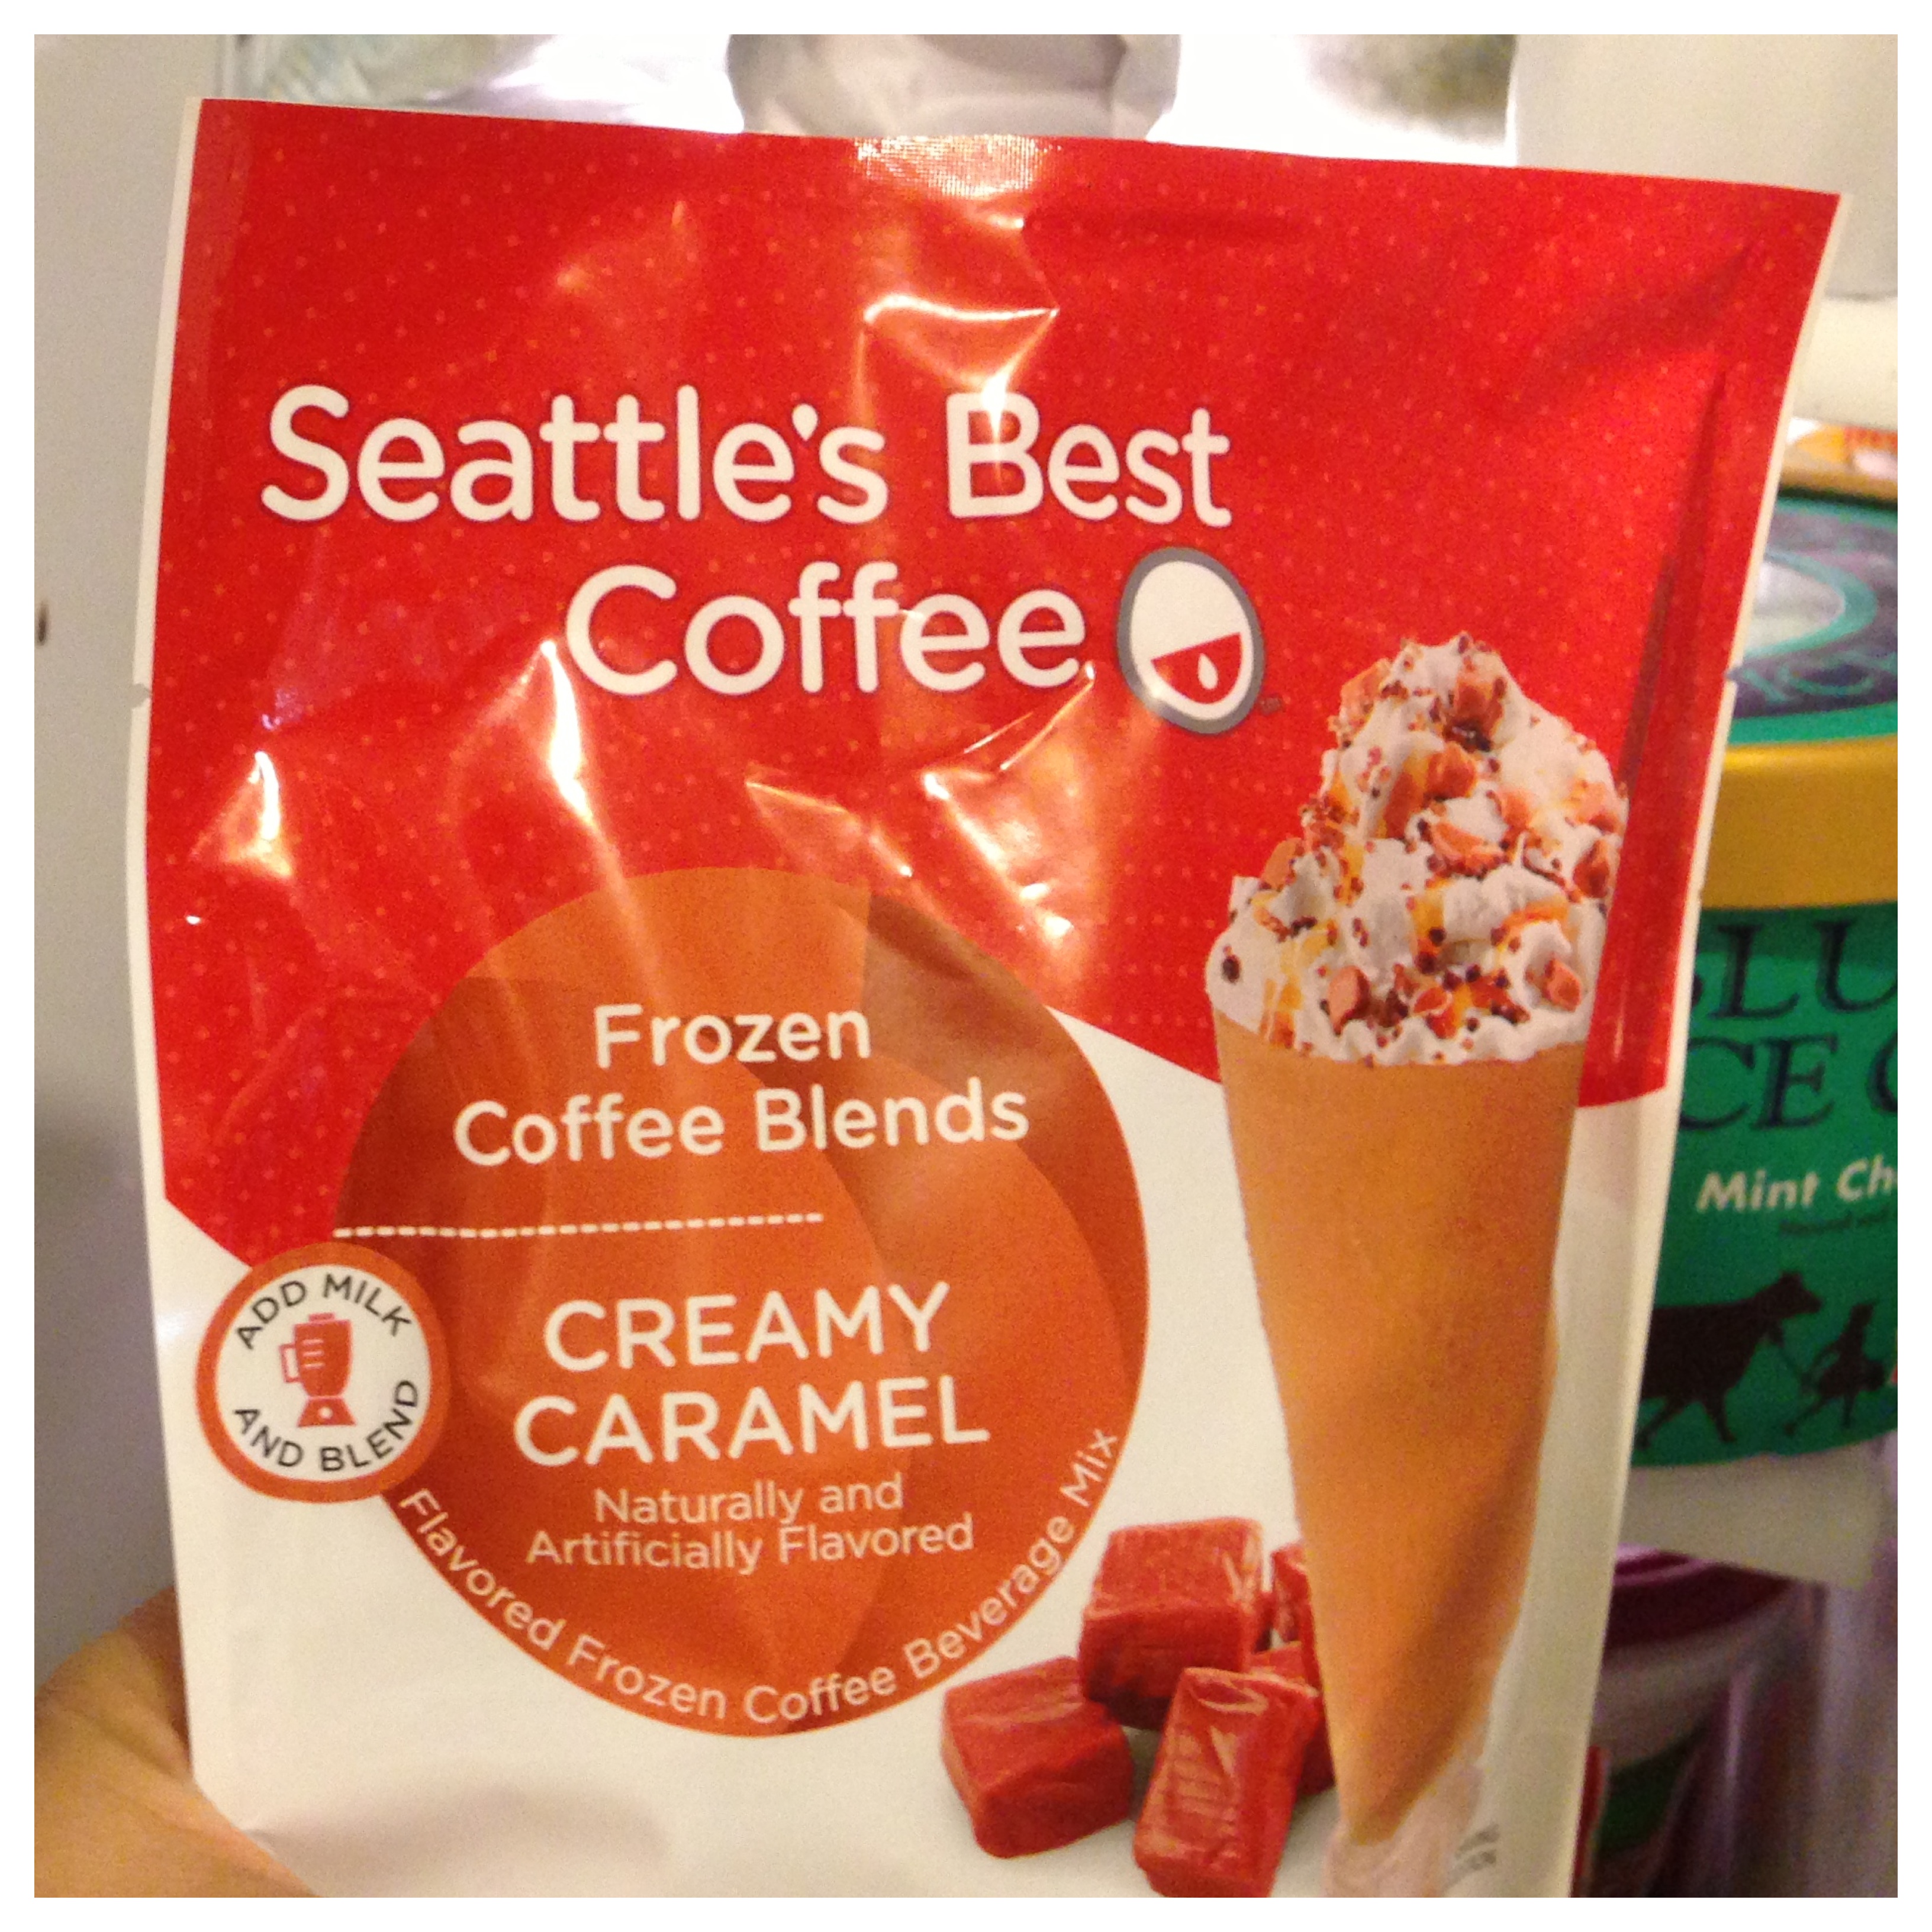 Seattle's Best
Coffee
Frozen
Coffee Blends
ADD MILK
AND BLEND
CREAMY
CARAMEL
Naturally and
Artificially Flavored
Flavored Frozen Coffee Beverage Mix
Mint